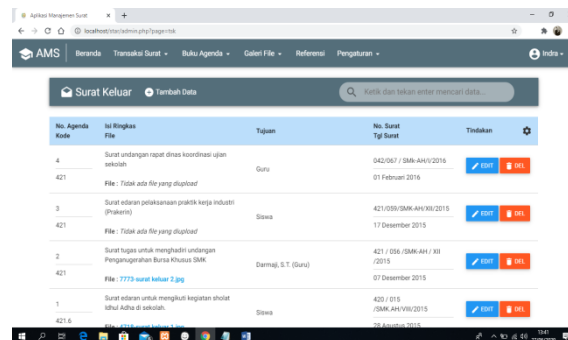 Aplikasi Manajemen Surat
localhost/star/admin.php?page=tsk
AMS Beranda Transaksi Surat Buku Agenda Galeri File Referensi Pengaturan Indra
Surat Keluar Tambah Data Ketik dan tekan enter mencari data...
No. Agenda Isi Ringkas Tujuan No. Surat Tindakan
Kode File Tgl Surat
4 Surat undangan rapat dinas koordinasi ujian 042/067 / SMk-AH/I/2016
sekolah Guru EDIT DEL
421 File : Tidak ada file yang diupload 01 Februari 2016
3 Surat edaran pelaksanaan praktik kerja industri 421/059/SMK-AH/XII/2015
(Prakerin) Siswa EDIT DEL
421 File : Tidak ada file yang diupload 17 Desember 2015
2 Surat tugas untuk menghadiri undangan 421 / 056 /SMK-AH / XII
Penganugerahan Bursa Khusus SMK Darmaji, S.T. (Guru) /2015 EDIT DEL
421 File : 7773-surat keluar 2.jpg 07 Desember 2015
1 Surat edaran untuk mengikuti kegiatan sholat 420 / 015
Idhul Adha di sekolah. Siswa /SMK.AH/VIII/2015 EDIT DEL
421.6 File : 4718-surat keluar 1.jpg 28 Agustus 2015